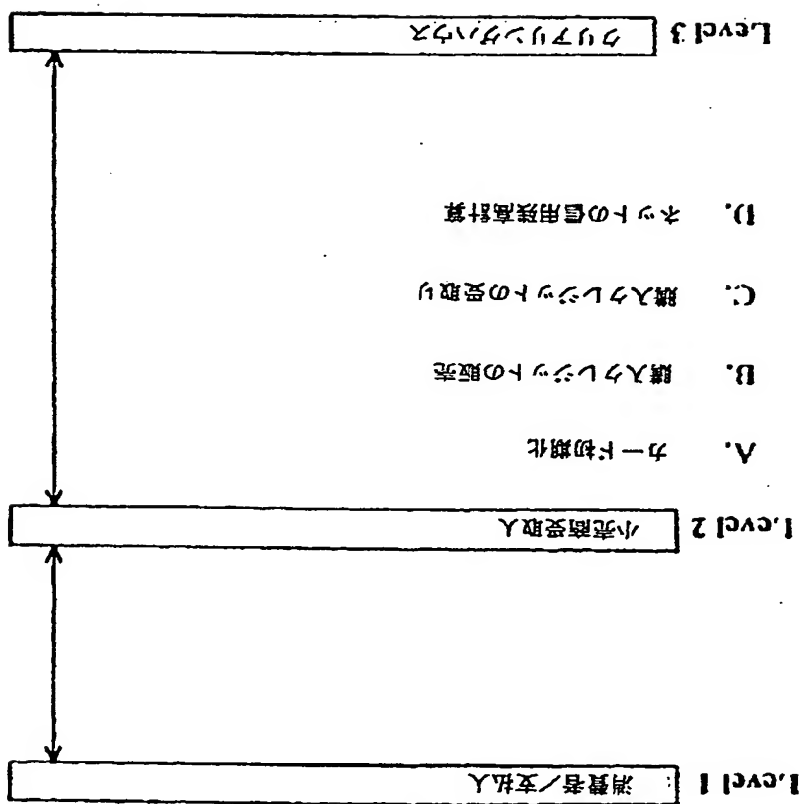 Level 1 消費者/支払人
Level 2 小売商受取人
A. カード初期化
B. 購入クレジットの販売
C. 購入クレジットの受取り
D. ネットの信用残高計算
Level 3 クリアリングハウス